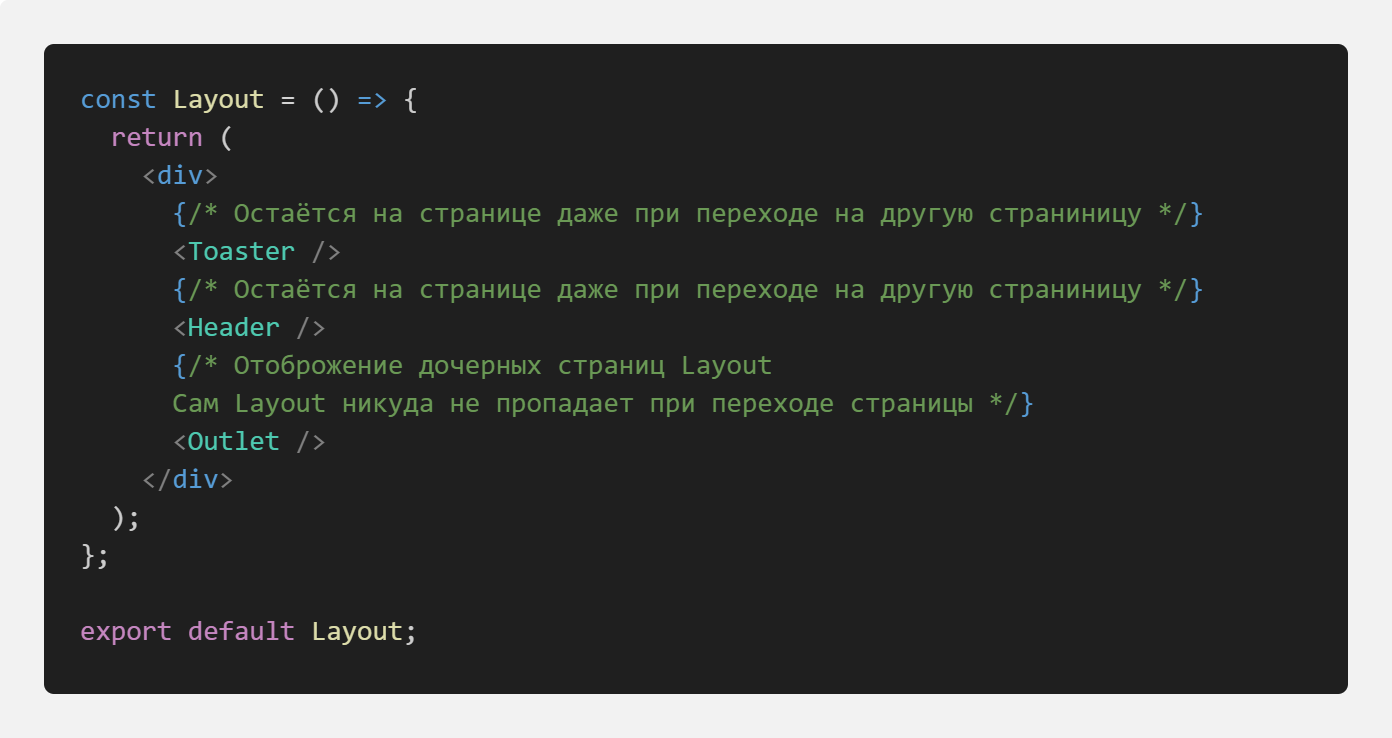 const Layout = () => {
  return (
    <div>
      {/* Остаётся на странице даже при переходе на другую страниницу */}
      <Toaster />
      {/* Остаётся на странице даже при переходе на другую страниницу */}
      <Header />
      {/* Отоброжение дочерных страниц Layout
      Сам Layout никуда не пропадает при переходе страницы */}
      <Outlet />
    </div>
  );
};

export default Layout;